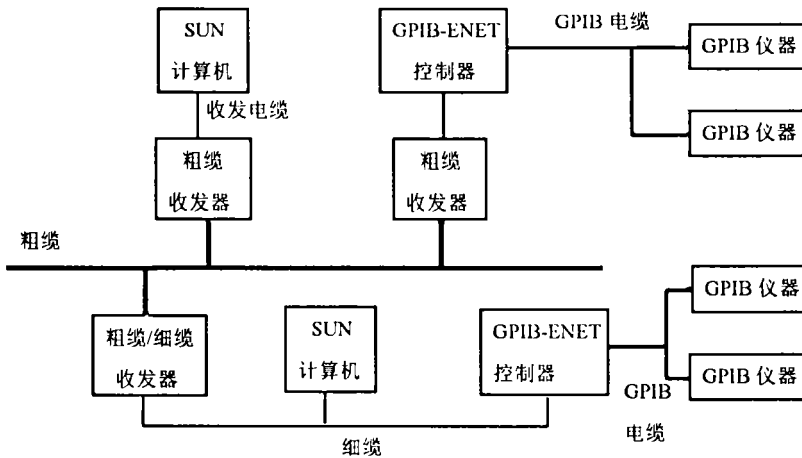 SUN
计算机
GPIB-ENET
控制器
GPIB 电缆
GPIB 仪器
GPIB 仪器
收发电缆
粗缆
收发器
粗缆
收发器
粗缆
粗缆/细缆
收发器
SUN
计算机
GPIB-ENET
控制器
GPIB 仪器
GPIB 仪器
GPIB
电缆
细缆